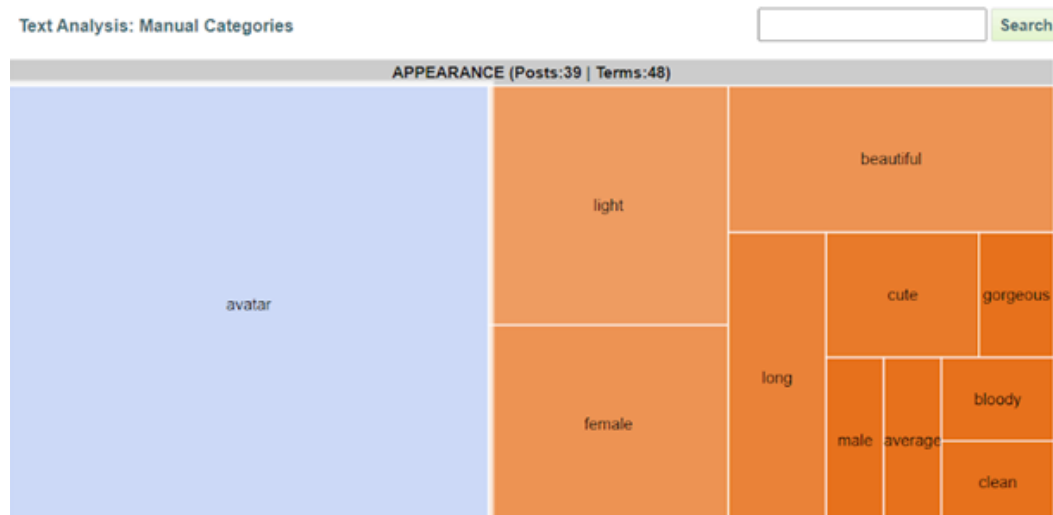 Text Analysis: Manual Categories
Search
APPEARANCE (Posts:39 | Terms:48)
avatar
light
female
beautiful
long
cute
gorgeous
male
average
bloody
clean